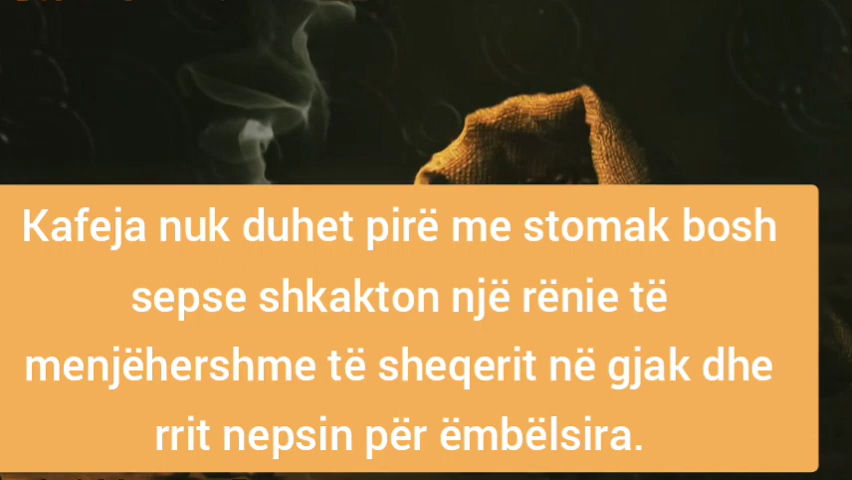 Kafeja nuk duhet pirë me stomak bosh
sepse shkakton një rënie të
menjëhershme të sheqerit në gjak dhe
rrit nepsin për ëmbëlsira.